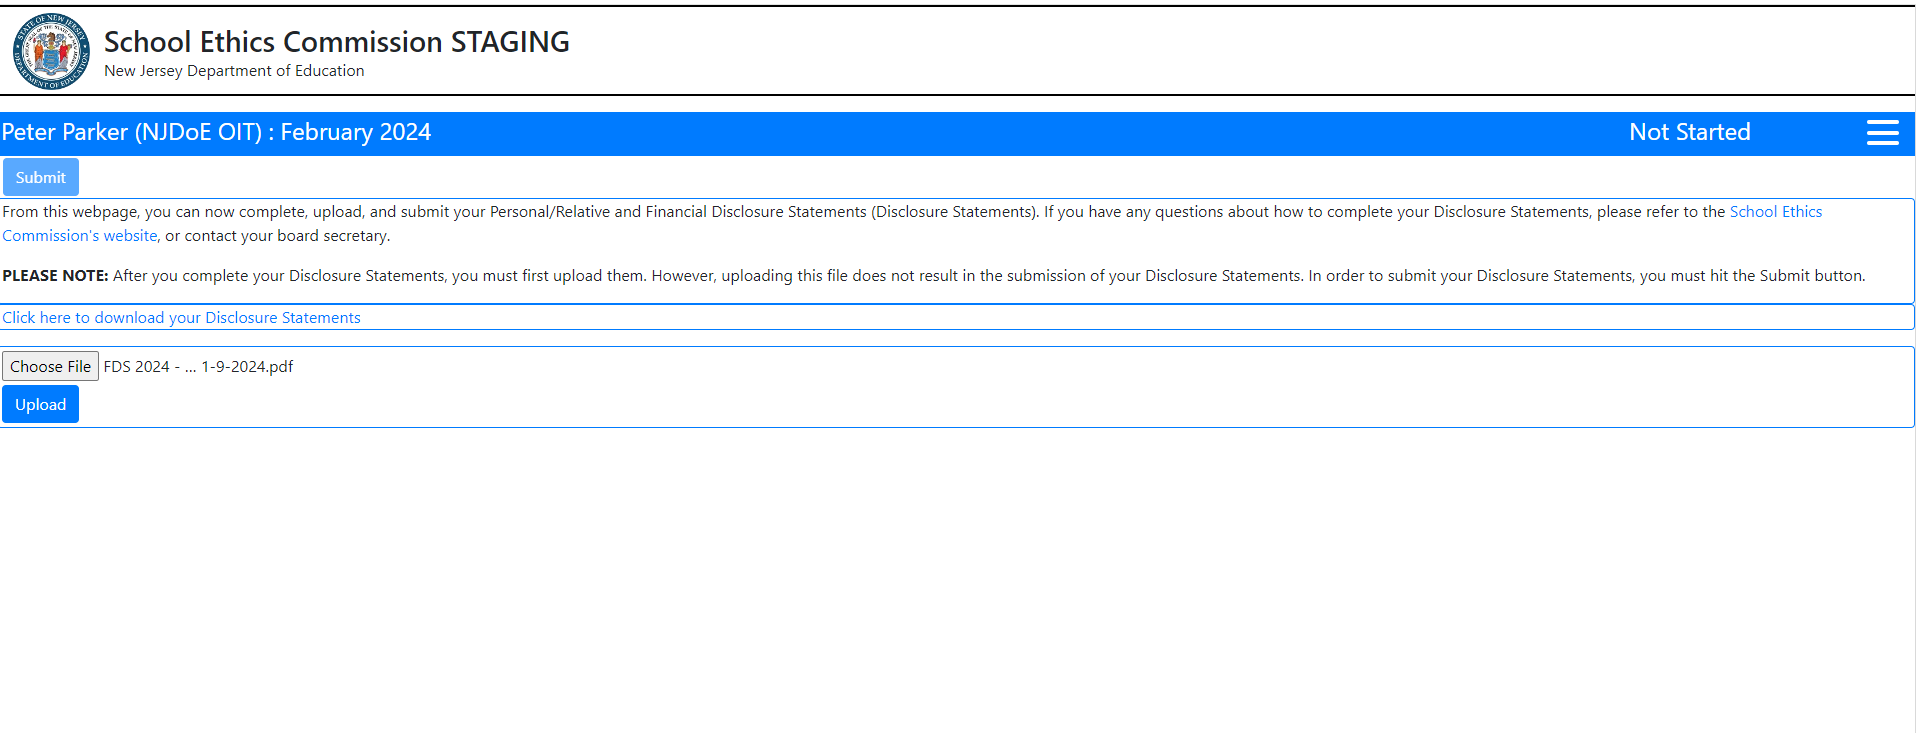 School Ethics Commission STAGING
New Jersey Department of Education
Peter Parker (NJDoE OIT) : February 2024
Not Started
Submit
From this webpage, you can now complete, upload, and submit your Personal/Relative and Financial Disclosure Statements (Disclosure Statements). If you have any questions about how to complete your Disclosure Statements, please refer to the School Ethics
Commission's website, or contact your board secretary.
PLEASE NOTE: After you complete your Disclosure Statements, you must first upload them. However, uploading this file does not result in the submission of your Disclosure Statements. In order to submit your Disclosure Statements, you must hit the Submit button.
Click here to download your Disclosure Statements
Choose File FDS 2024 - ... 1-9-2024.pdf
Upload